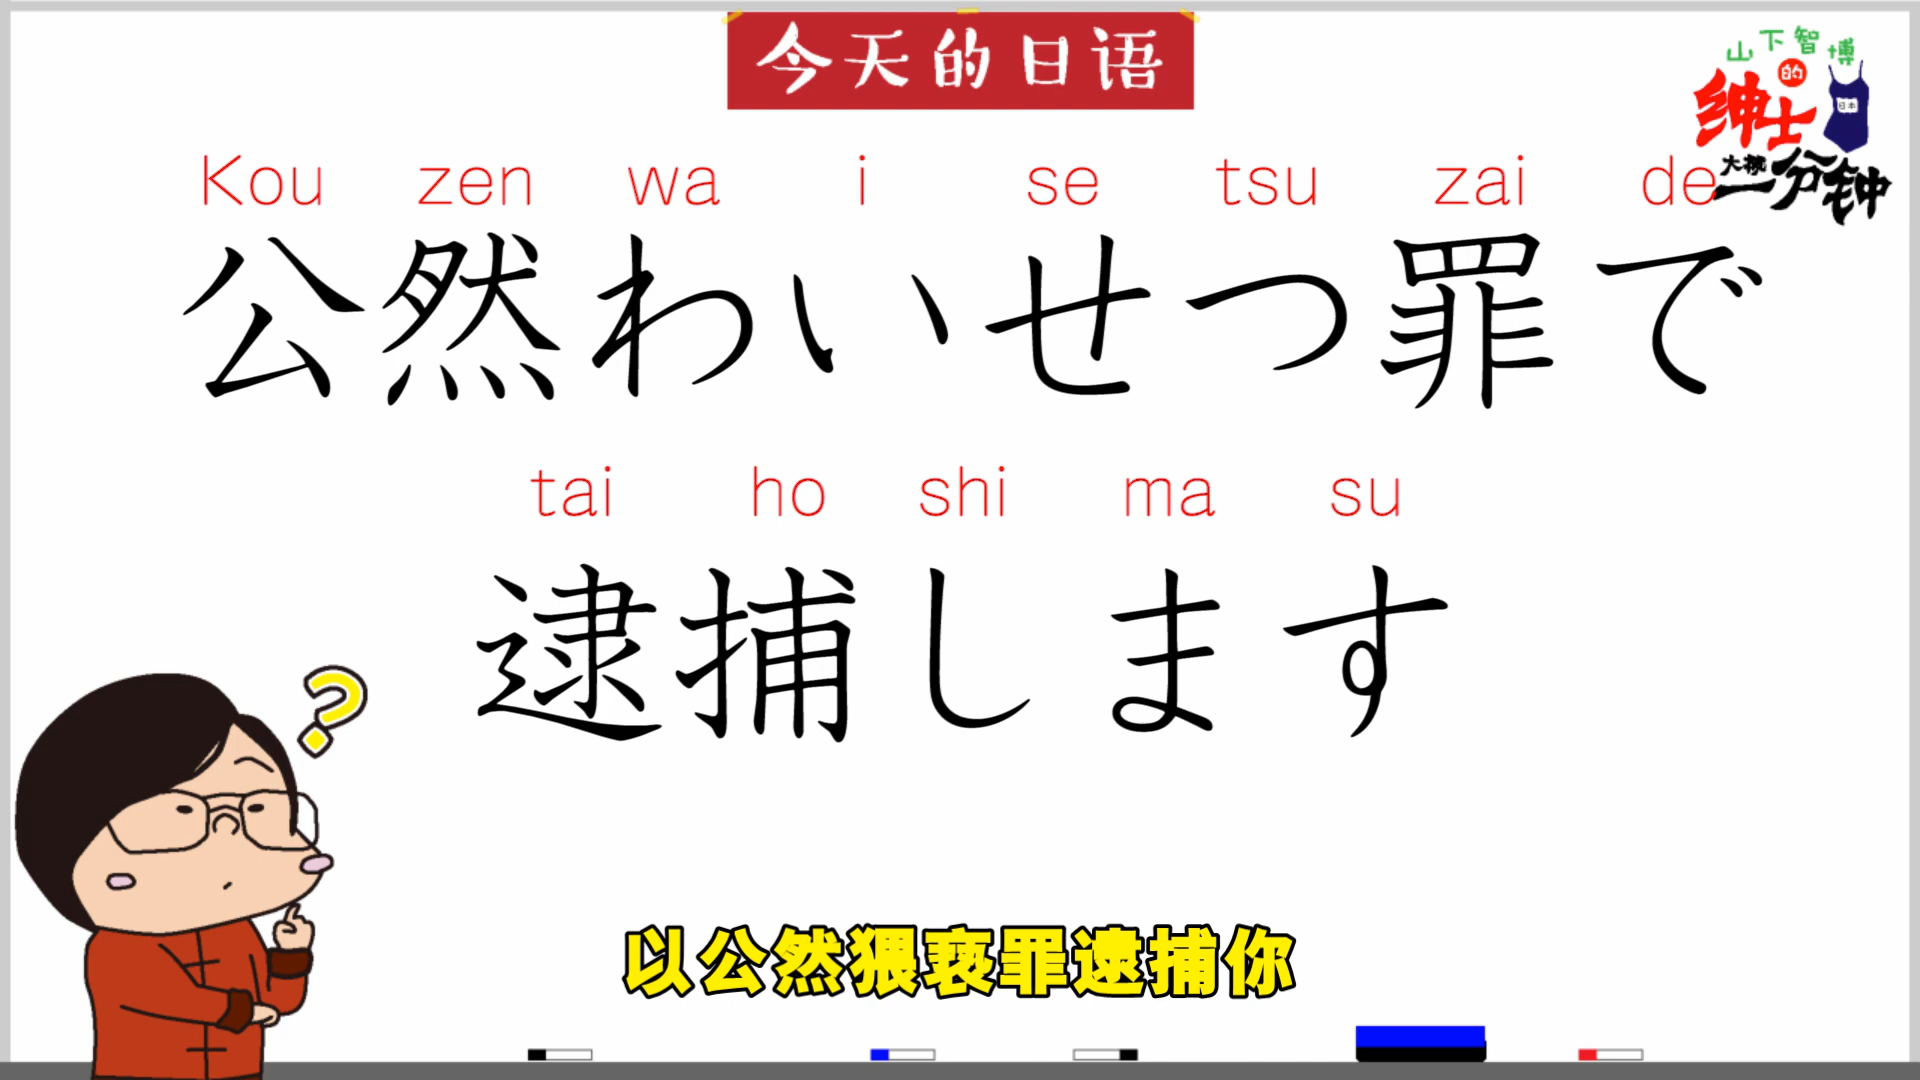 今天的日语
山下智博
的
绅士
日本
大概
一分钟
Kou zen wa i se tsu zai de
公然わいせつ罪で
tai ho shi ma su
逮捕します
?
以公然猥亵罪逮捕你